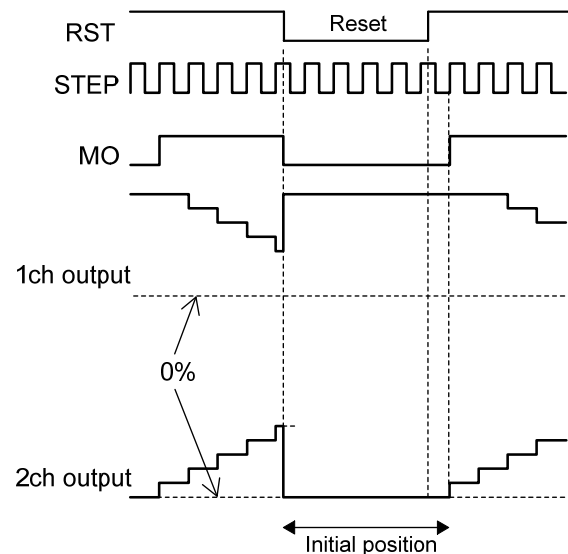 RST
Reset
STEP
MO
1ch output
0%
2ch output
Initial position